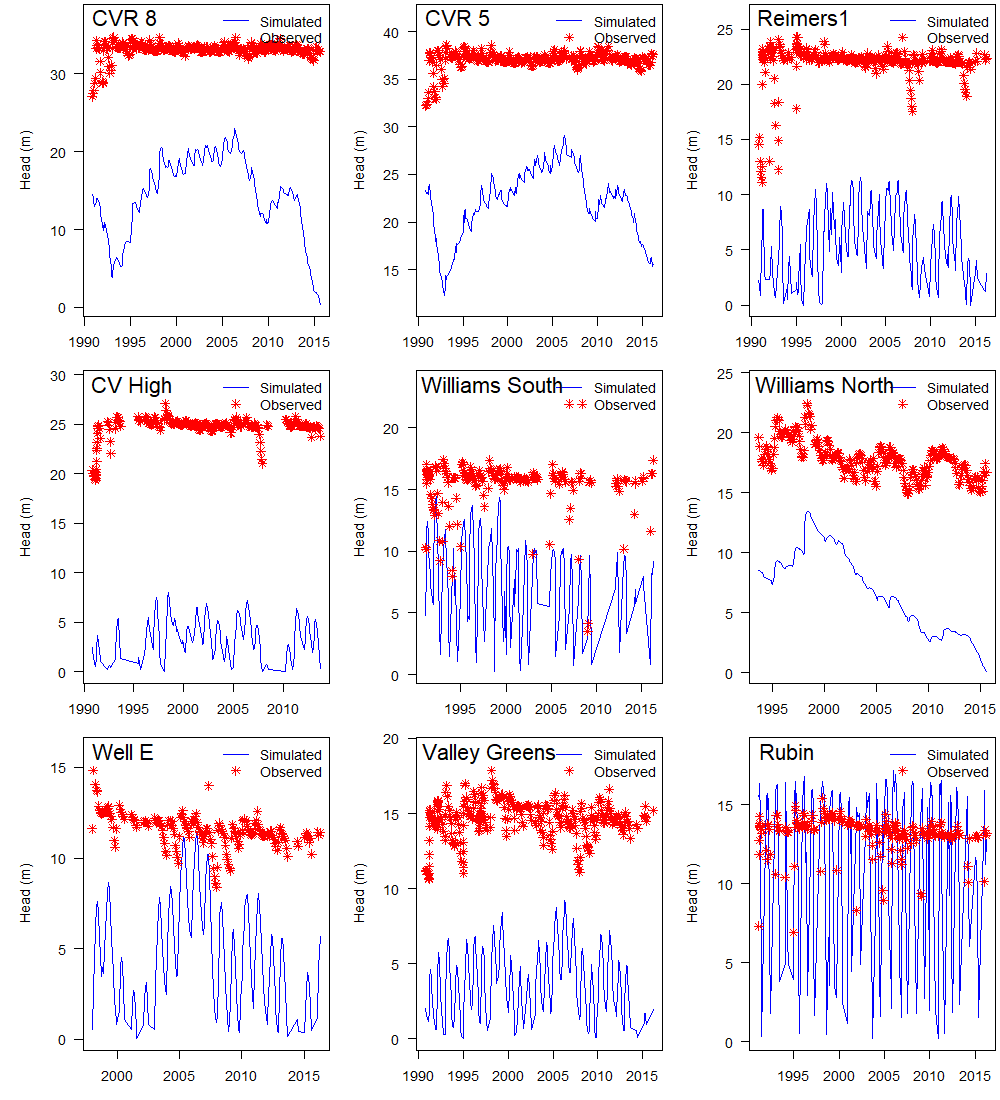 CVR 8
Simulated
Observed
Head (m)
0
10
20
30
1990 1995 2000 2005 2010 2015
CVR 5
Simulated
Observed
Head (m)
15
20
25
30
35
40
1990 1995 2000 2005 2010 2015
Reimers1
Simulated
Observed
Head (m)
0
5
10
15
20
25
1990 1995 2000 2005 2010 2015
CV High
Simulated
Observed
Head (m)
0
5
10
15
20
25
30
1990 1995 2000 2005 2010
Williams South
Simulated
Observed
Head (m)
0
5
10
15
20
1995 2000 2005 2010 2015
Williams North
Simulated
Observed
Head (m)
0
5
10
15
20
25
1995 2000 2005 2010 2015
Well E
Simulated
Observed
Head (m)
0
5
10
15
2000 2005 2010 2015
Valley Greens
Simulated
Observed
Head (m)
0
5
10
15
20
1990 1995 2000 2005 2010 2015
Rubin
Simulated
Observed
Head (m)
0
5
10
15
1995 2000 2005 2010 2015